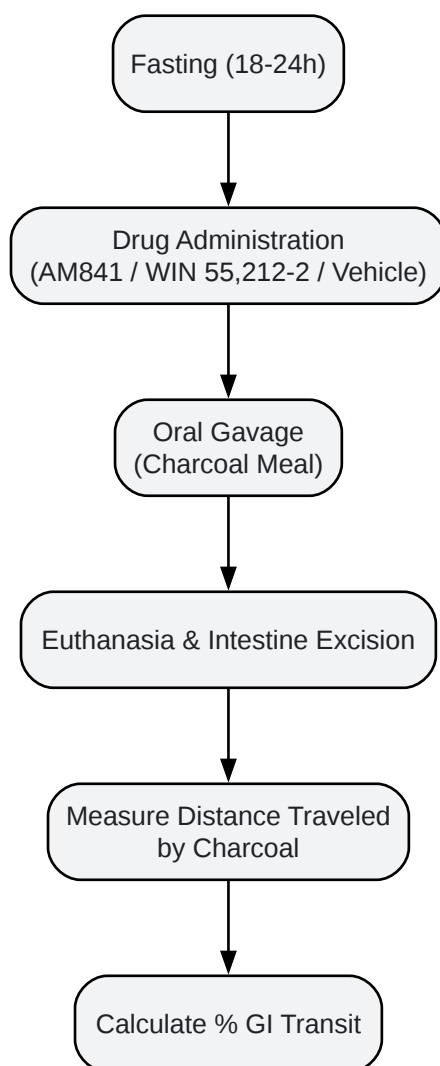 Fasting (18-24h)
Drug Administration
(AM841 / WIN 55,212-2 / Vehicle)
Oral Gavage
(Charcoal Meal)
Euthanasia & Intestine Excision
Measure Distance Traveled
by Charcoal
Calculate % GI Transit